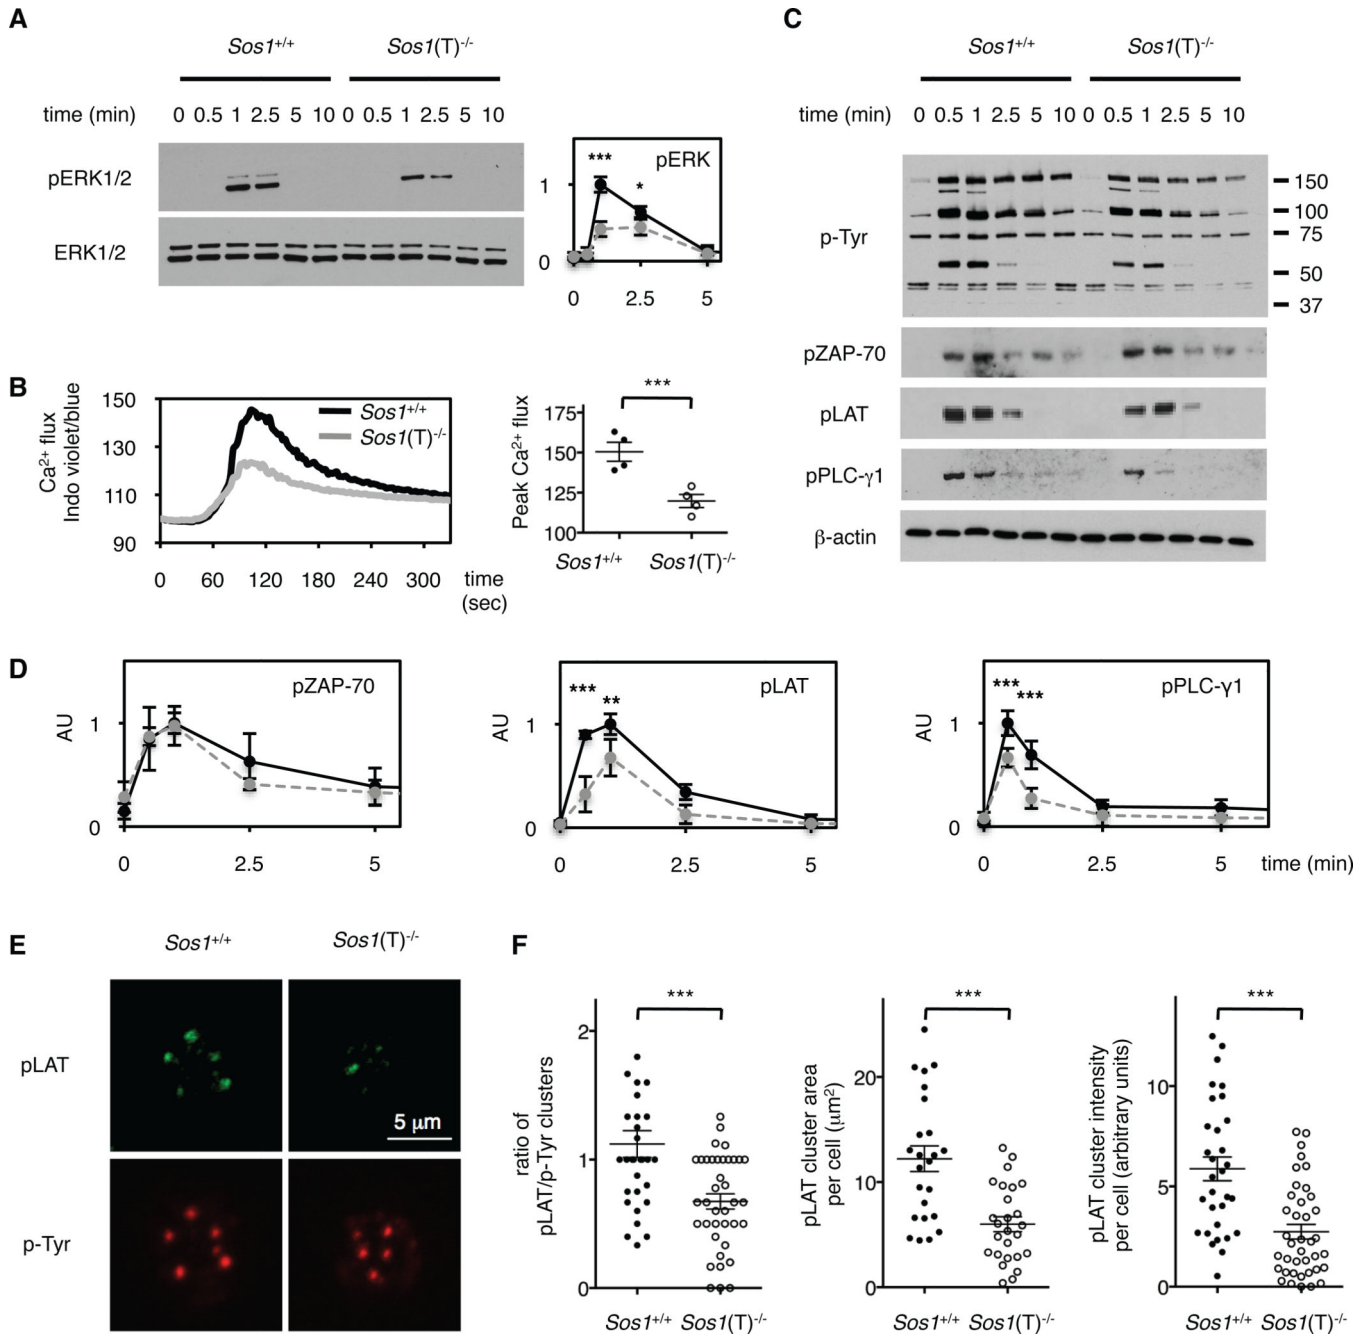 A
Sos1+/+ Sos1(T)-/-
time (min) 0 0.5 1 2.5 5 10 0 0.5 1 2.5 5 10
pERK1/2
ERK1/2
pERK
***
*
1
0
0 2.5 5
B
Ca2+ flux
Indo violet/blue
150
130
110
90
Sos1+/+
Sos1(T)-/-
0 60 120 180 240 300 time
(sec)
Peak Ca2+ flux
***
175
150
125
100
Sos1+/+ Sos1(T)-/-
C
Sos1+/+ Sos1(T)-/-
time (min) 0 0.5 1 2.5 5 10 0 0.5 1 2.5 5 10
p-Tyr
150
100
75
50
37
pZAP-70
pLAT
pPLC-γ1
β-actin
D
AU
1
0
pZAP-70
0 2.5 5
AU
1
0
*** **
pLAT
0 2.5 5
AU
1
0
*** ***
pPLC-γ1
0 2.5 5 time (min)
E
Sos1+/+ Sos1(T)-/-
pLAT
5 μm
p-Tyr
F
ratio of
pLAT/p-Tyr clusters
***
2
1
0
Sos1+/+ Sos1(T)-/-
pLAT cluster area
per cell (μm2)
***
20
10
0
Sos1+/+ Sos1(T)-/-
pLAT cluster intensity
per cell (arbitrary units)
***
10
5
0
Sos1+/+ Sos1(T)-/-